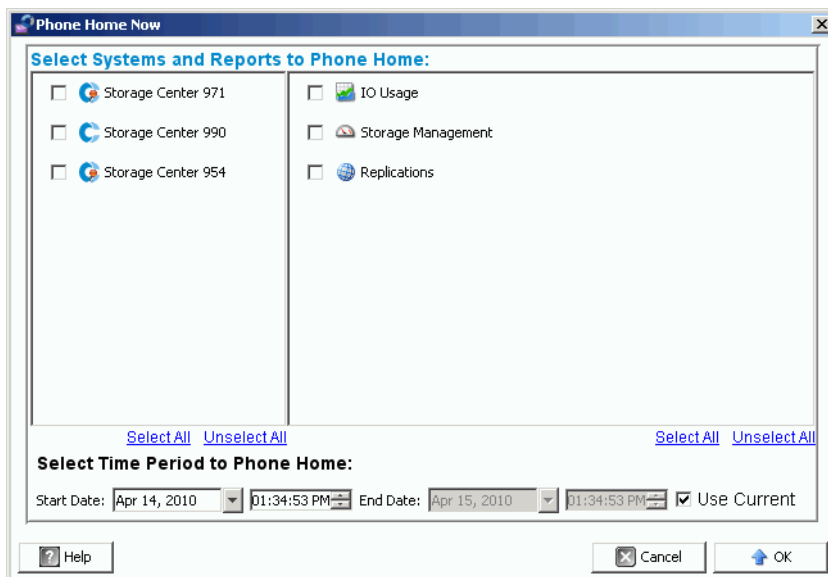 Phone Home Now
Select Systems and Reports to Phone Home:
Storage Center 971
Storage Center 990
Storage Center 954
IO Usage
Storage Management
Replications
Select All Unselect All
Select All Unselect All
Select Time Period to Phone Home:
Start Date: Apr 14, 2010 01:34:53 PM End Date: Apr 15, 2010 01:34:53 PM Use Current
? Help Cancel OK